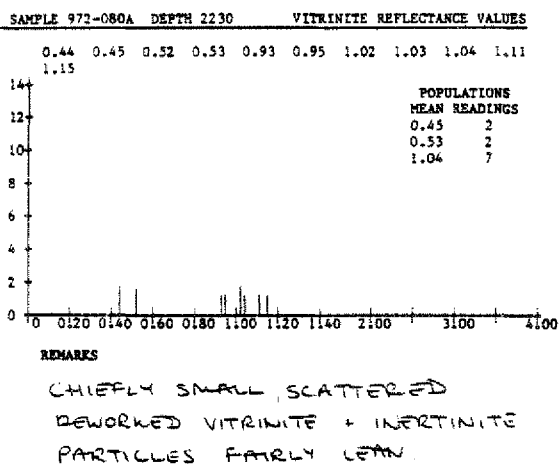 SAMPLE 972-080A DEPTH 2230 VITRINITE REFLECTANCE VALUES
0.44 0.45 0.52 0.53 0.93 0.95 1.02 1.03 1.04 1.11
1.15
14
POPULATIONS
MEAN READINGS
12
0.45 2
0.53 2
10
1.04 7
8
6
4
2
0
0 0.20 0.40 0.60 0.80 1.00 1.20 1.40 2.00 3.00 4.00
REMARKS
CHIEFLY SMALL, SCATTERED
REWORKED VITRINITE + INERTINITE
PARTICLES FAIRLY LEAN